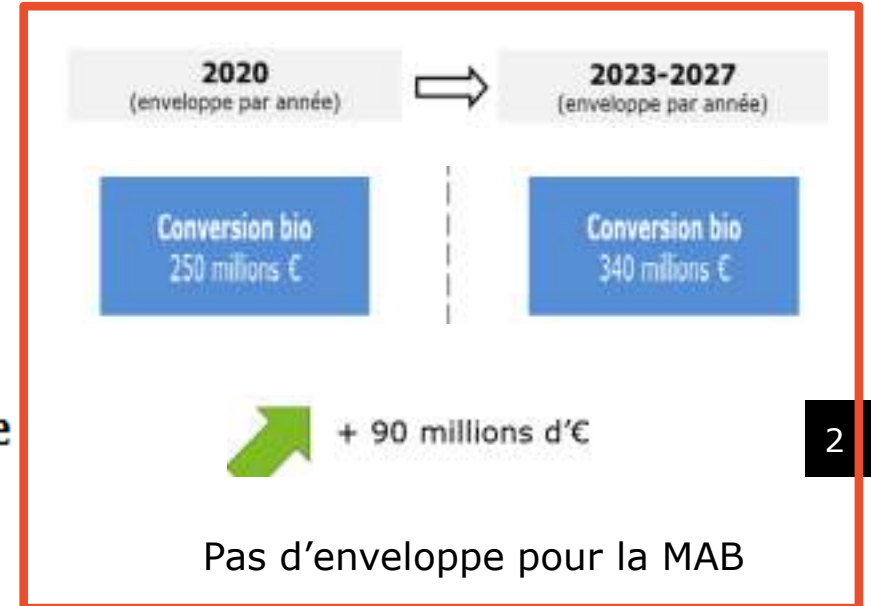 2020
(enveloppe par année)
2023-2027
(enveloppe par année)
Conversion bio
250 millions €
Conversion bio
340 millions €
e
+ 90 millions d’€
2
Pas d’enveloppe pour la MAB